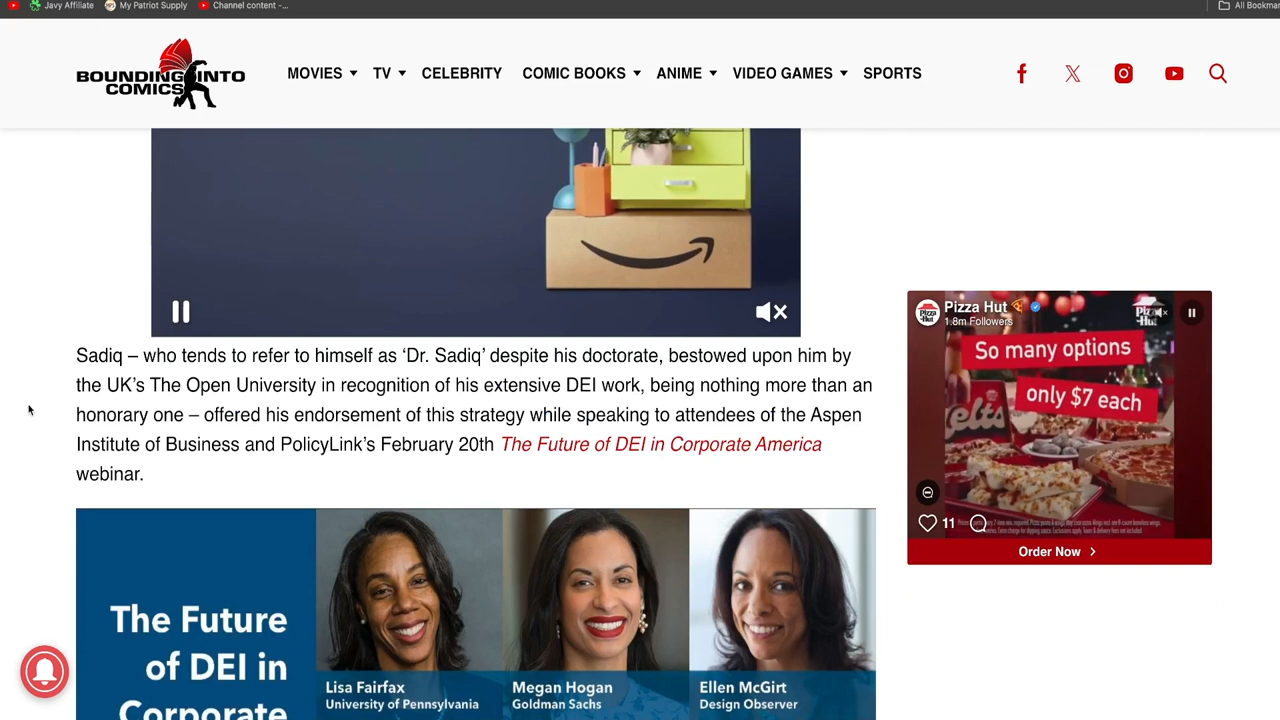 Javy Affiliate
My Patriot Supply
Channel content -...
All Bookmar
BOUNDING INTO
COMICS
MOVIES
TV
CELEBRITY
COMIC BOOKS
ANIME
VIDEO GAMES
SPORTS
Sadiq – who tends to refer to himself as ‘Dr. Sadiq’ despite his doctorate, bestowed upon him by
the UK’s The Open University in recognition of his extensive DEI work, being nothing more than an
honorary one – offered his endorsement of this strategy while speaking to attendees of the Aspen
Institute of Business and PolicyLink’s February 20th The Future of DEI in Corporate America
webinar.
Pizza Hut
1.8m Followers
So many options
only $7 each
elts
11
Order Now
The Future
of DEI in
Corporate
Lisa Fairfax
University of Pennsylvania
Megan Hogan
Goldman Sachs
Ellen McGirt
Design Observer